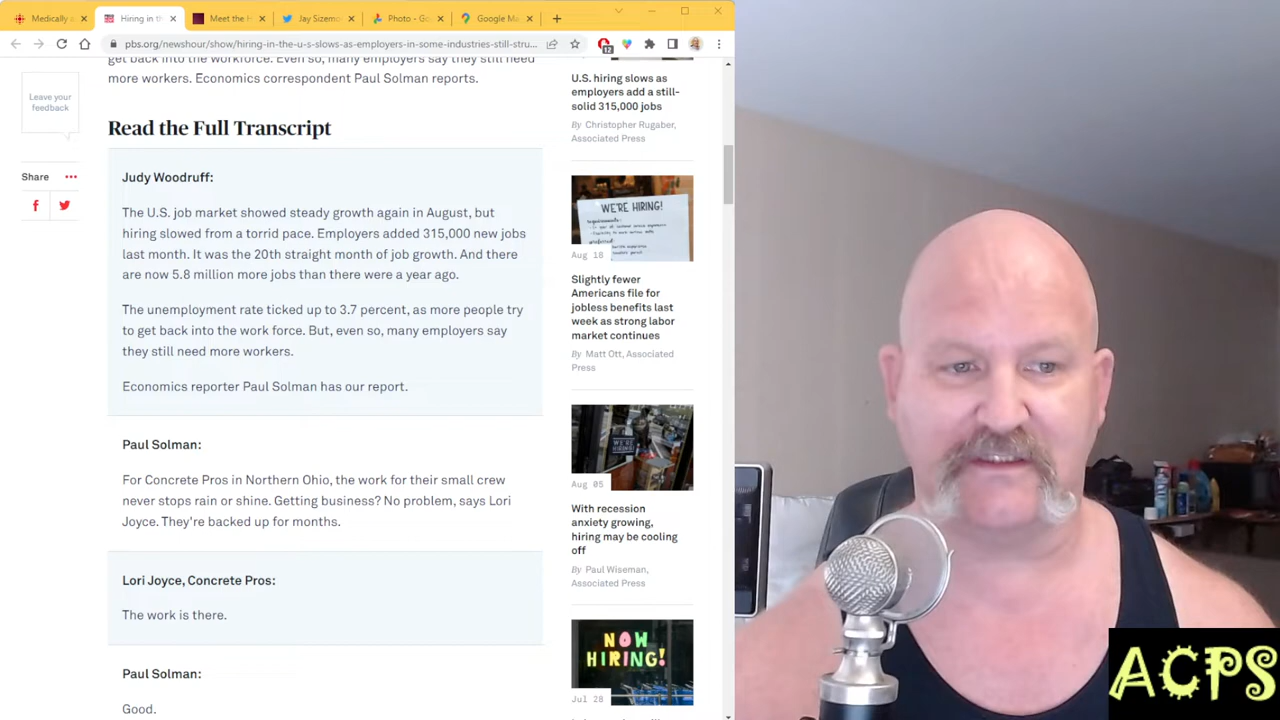 Medically a
Hiring in th
Meet the H
Jay Sizemo
Photo - Go
Google Ma
pbs.org/newshour/show/hiring-in-the-u-s-slows-as-employers-in-some-industries-still-stru...
12
get back into the workforce. Even so, many employers say they still need
more workers. Economics correspondent Paul Solman reports.
Leave your
feedback
Share
Read the Full Transcript
Judy Woodruff:
The U.S. job market showed steady growth again in August, but
hiring slowed from a torrid pace. Employers added 315,000 new jobs
last month. It was the 20th straight month of job growth. And there
are now 5.8 million more jobs than there were a year ago.
The unemployment rate ticked up to 3.7 percent, as more people try
to get back into the work force. But, even so, many employers say
they still need more workers.
Economics reporter Paul Solman has our report.
Paul Solman:
For Concrete Pros in Northern Ohio, the work for their small crew
never stops rain or shine. Getting business? No problem, says Lori
Joyce. They're backed up for months.
Lori Joyce, Concrete Pros:
The work is there.
Paul Solman:
Good.
U.S. hiring slows as
employers add a still-
solid 315,000 jobs
By Christopher Rugaber,
Associated Press
WE'RE HIRING!
Aug 18
Slightly fewer
Americans file for
jobless benefits last
week as strong labor
market continues
By Matt Ott, Associated
Press
Aug 05
With recession
anxiety growing,
hiring may be cooling
off
By Paul Wiseman,
Associated Press
NOW
HIRING!
Jul 28
ACPS